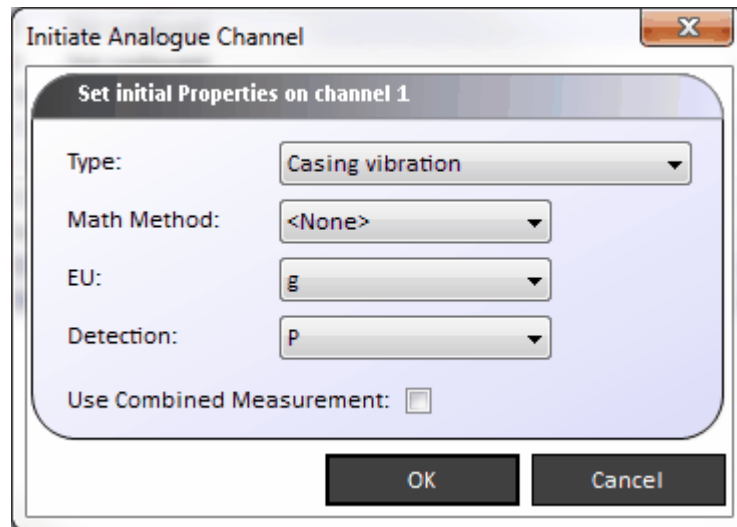 Initiate Analogue Channel
Set initial Properties on channel 1
Type: Casing vibration
Math Method: <None>
EU: g
Detection: P
Use Combined Measurement:
OK Cancel